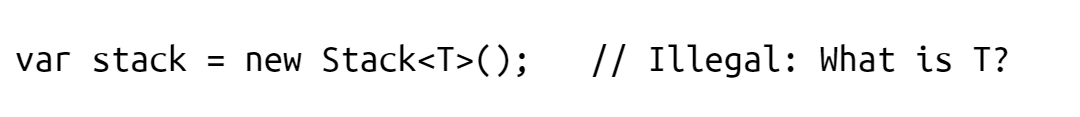 var stack = new Stack<T>();   // Illegal: What is T?